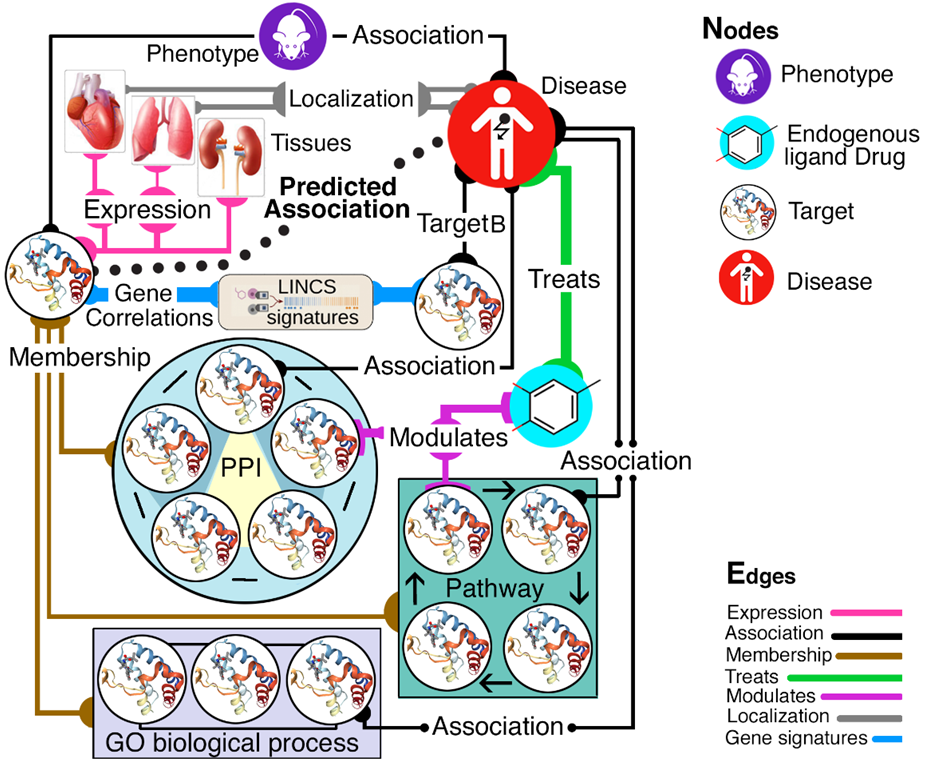 Phenotype
Association
Localization
Disease
Tissues
Predicted
Association
Expression
TargetB
Gene
Correlations
LINCS
signatures
Treats
Membership
Association
Modulates
PPI
Association
Pathway
Association
GO biological process
Nodes
Phenotype
Endogenous
ligand Drug
Target
Disease
Edges
Expression
Association
Membership
Treats
Modulates
Localization
Gene signatures